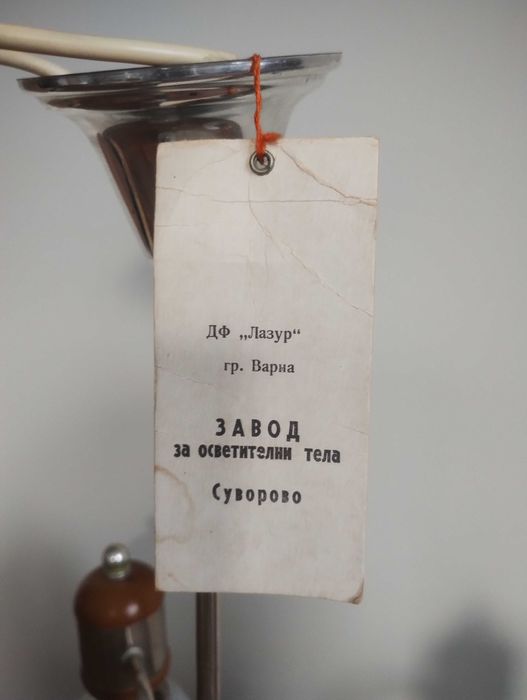 ДФ „Лазур“
гр. Варна
ЗАВОД
за осветителни тела
Суворово